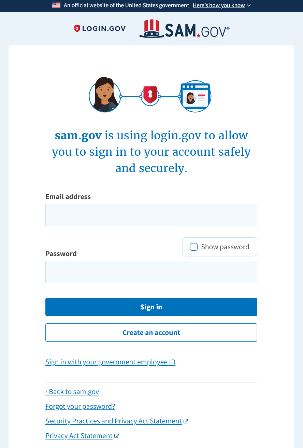 An official website of the United States government Here's how you know
LOGIN.GOV SAM.GOV®
sam.gov is using login.gov to allow
you to sign in to your account safely
and securely.
Email address
Show password
Password
Sign in
Create an account
Sign in with your government employee ID
‹ Back to sam.gov
Forgot your password?
Security Practices and Privacy Act Statement
Privacy Act Statement